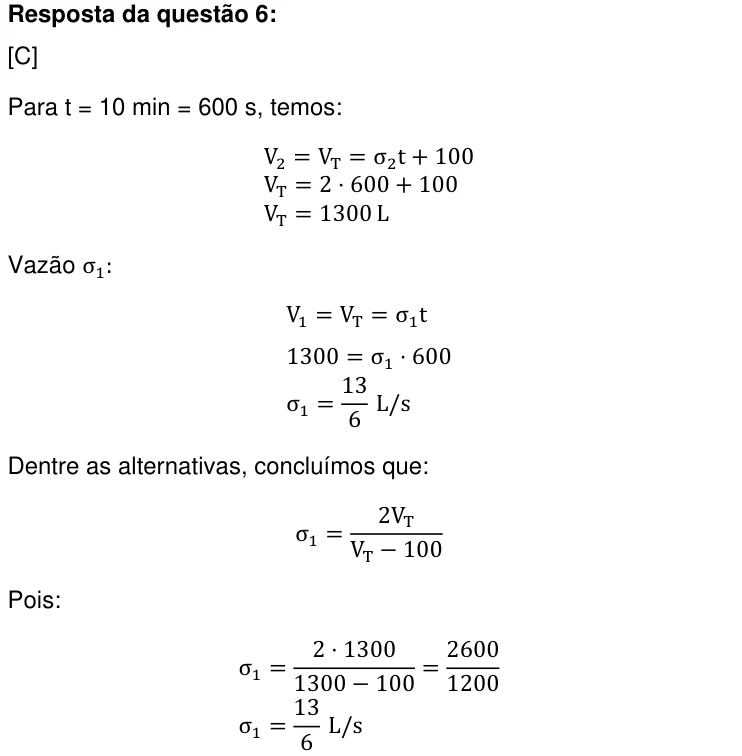 Resposta da questão 6:
[C]
Para t = 10 min = 600 s, temos:
V₂ = V_T = σ₂t + 100
V_T = 2 · 600 + 100
V_T = 1300 L
Vazão σ₁:
V₁ = V_T = σ₁t
1300 = σ₁ · 600
σ₁ = 13/6 L/s
Dentre as alternativas, concluímos que:
σ₁ = 2V_T/(V_T − 100)
Pois:
σ₁ = (2 · 1300)/(1300 − 100) = 2600/1200
σ₁ = 13/6 L/s